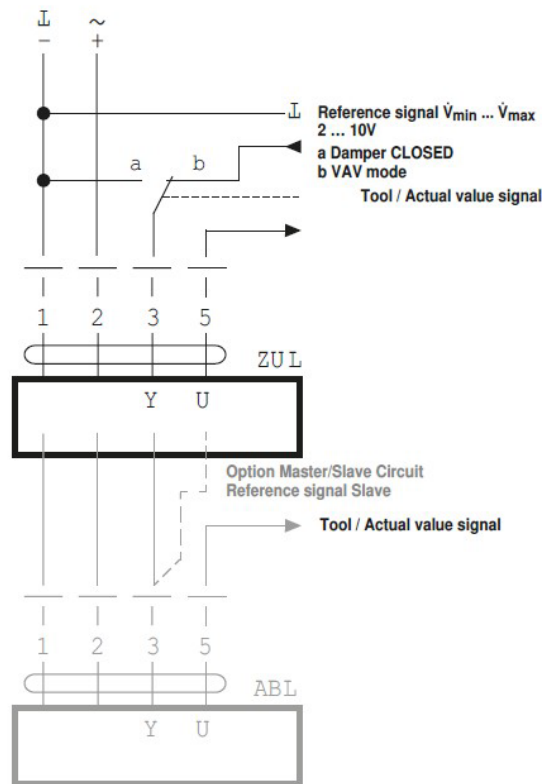 ⊥ ~
- +
⊥ Reference signal V̇min ... V̇max
2 ... 10V
a b a Damper CLOSED
b VAV mode
Tool / Actual value signal
1 2 3 5
ZUL
Y U
Option Master/Slave Circuit
Reference signal Slave
Tool / Actual value signal
1 2 3 5
ABL
Y U